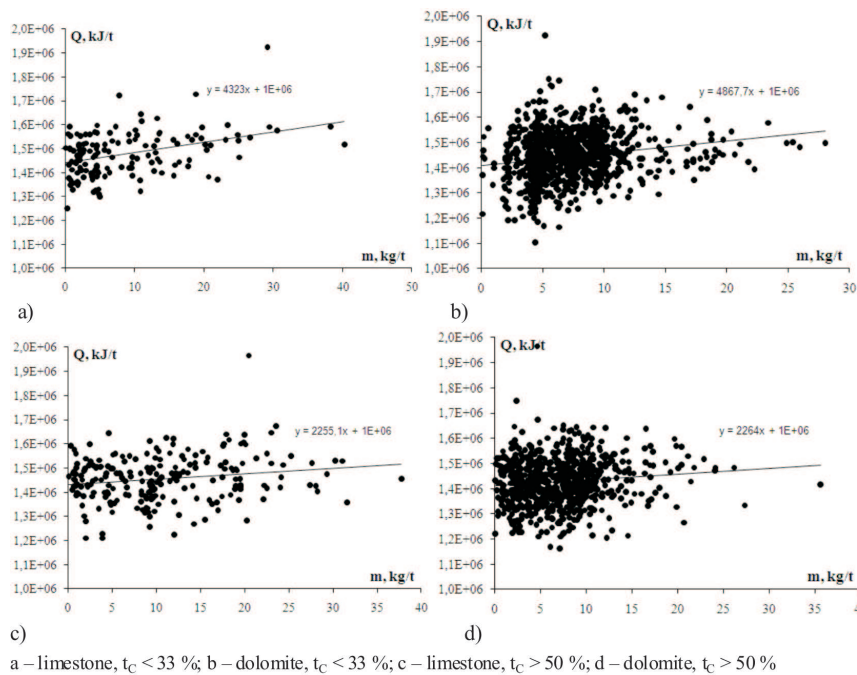 a)
Q, kJ/t
2,0E+06
1,9E+06
1,8E+06
1,7E+06
1,6E+06
1,5E+06
1,4E+06
1,3E+06
1,2E+06
1,1E+06
1,0E+06
y = 4323x + 1E+06
m, kg/t
0 10 20 30 40 50
a)
b)
Q, kJ/t
2,0E+06
1,9E+06
1,8E+06
1,7E+06
1,6E+06
1,5E+06
1,4E+06
1,3E+06
1,2E+06
1,1E+06
1,0E+06
y = 4867,7x + 1E+06
m, kg/t
0 5 10 15 20 25 30
b)
Q, kJ/t
2,0E+06
1,9E+06
1,8E+06
1,7E+06
1,6E+06
1,5E+06
1,4E+06
1,3E+06
1,2E+06
1,1E+06
1,0E+06
y = 2255,1x + 1E+06
m, kg/t
0 5 10 15 20 25 30 35 40
c)
Q, kJ/t
2,0E+06
1,9E+06
1,8E+06
1,7E+06
1,6E+06
1,5E+06
1,4E+06
1,3E+06
1,2E+06
1,1E+06
1,0E+06
y = 2264x + 1E+06
m, kg/t
0 5 10 15 20 25 30 35 40
d)
a – limestone, t_C < 33 %; b – dolomite, t_C < 33 %; c – limestone, t_C > 50 %; d – dolomite, t_C > 50 %